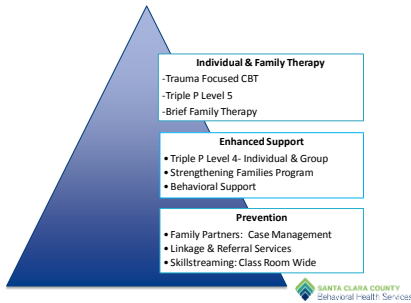 Individual & Family Therapy
-Trauma Focused CBT
-Triple P Level 5
-Brief Family Therapy
Enhanced Support
• Triple P Level 4- Individual & Group
• Strengthening Families Program
• Behavioral Support
Prevention
• Family Partners: Case Management
• Linkage & Referral Services
• Skillstreaming: Class Room Wide
SANTA CLARA COUNTY
Behavioral Health Services